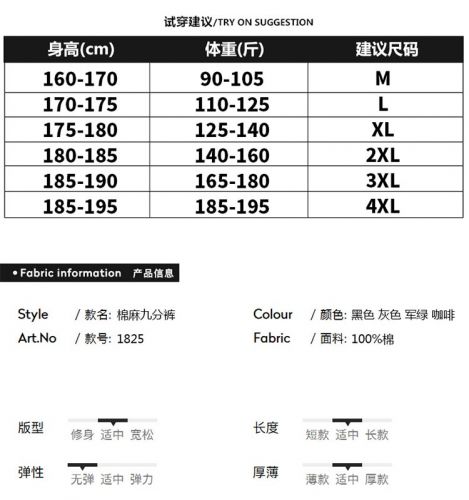 试穿建议/TRY ON SUGGESTION
身高(cm) 体重(斤) 建议尺码
160-170 90-105 M
170-175 110-125 L
175-180 125-140 XL
180-185 140-160 2XL
185-190 165-180 3XL
185-195 185-195 4XL
• Fabric information 产品信息
Style / 款名: 棉麻九分裤 Colour / 颜色: 黑色 灰色 军绿 咖啡
Art.No / 款号: 1825 Fabric / 面料: 100%棉
版型 修身 适中 宽松 长度 短款 适中 长款
弹性 无弹 适中 弹力 厚薄 薄款 适中 厚款